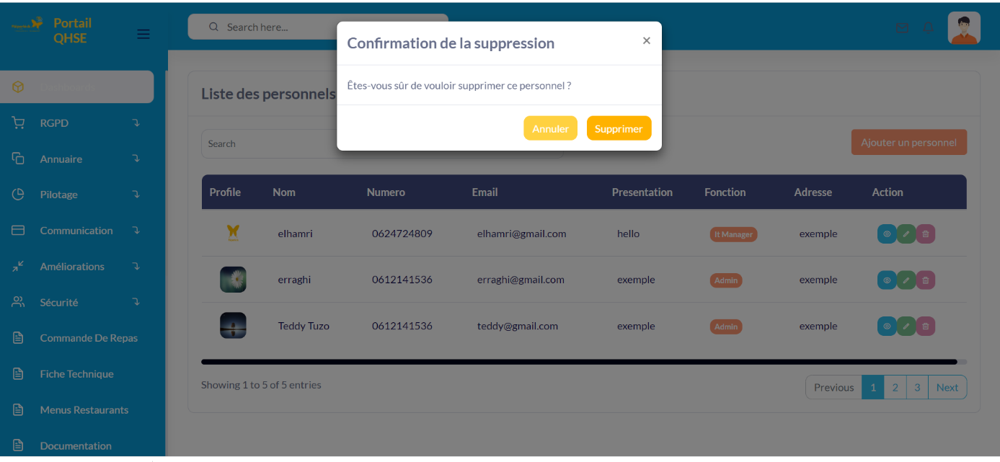 Portail
QHSE
Search here...
Confirmation de la suppression
×
Êtes-vous sûr de vouloir supprimer ce personnel ?
Annuler
Supprimer
Dashboards
RGPD
Annuaire
Pilotage
Communication
Améliorations
Sécurité
Commande De Repas
Fiche Technique
Menus Restaurants
Documentation
Liste des personnels
Search
Ajouter un personnel
Profile Nom Numero Email Presentation Fonction Adresse Action
elhamri 0624724809 elhamri@gmail.com hello It Manager exemple
erraghi 0612141536 erraghi@gmail.com exemple Admin exemple
Teddy Tuzo 0612141536 teddy@gmail.com exemple Admin exemple
Showing 1 to 5 of 5 entries
Previous 1 2 3 Next